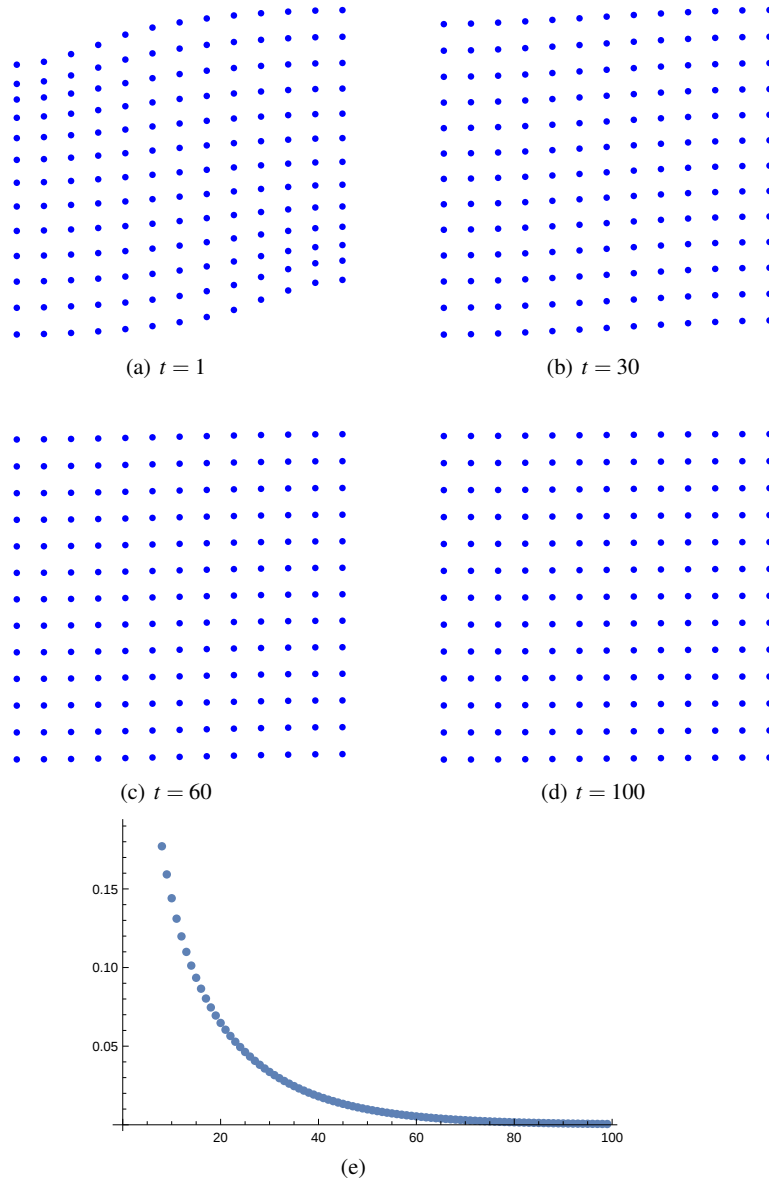 (a) t = 1
(b) t = 30
(c) t = 60
(d) t = 100
0.15
0.10
0.05
20 40 60 80 100
(e)